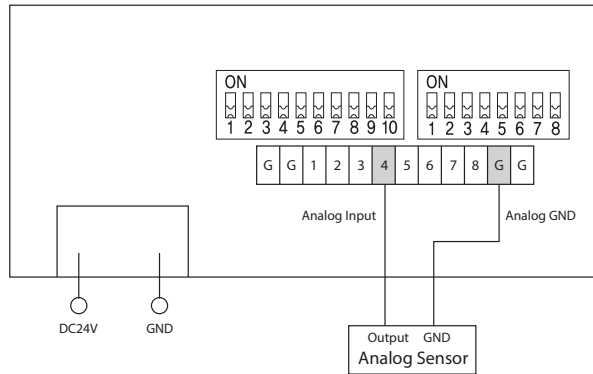 ON ON
1 2 3 4 5 6 7 8 9 10 1 2 3 4 5 6 7 8
G G 1 2 3 4 5 6 7 8 G G
Analog Input Analog GND
DC24V GND
Output GND
Analog Sensor